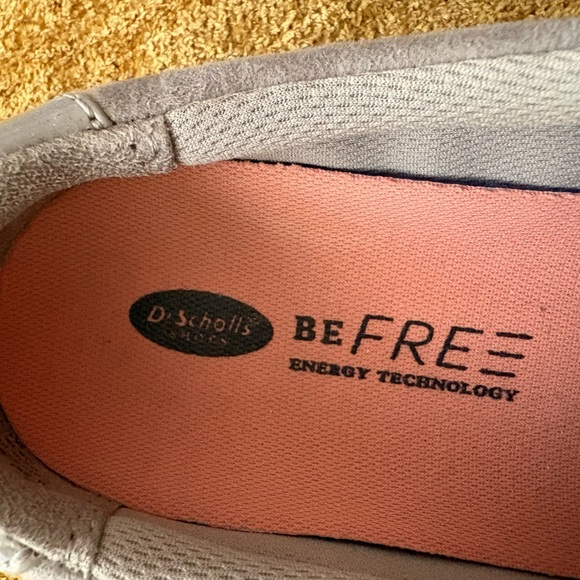 Dr. Scholl's
SHOES
BE FREE
ENERGY TECHNOLOGY